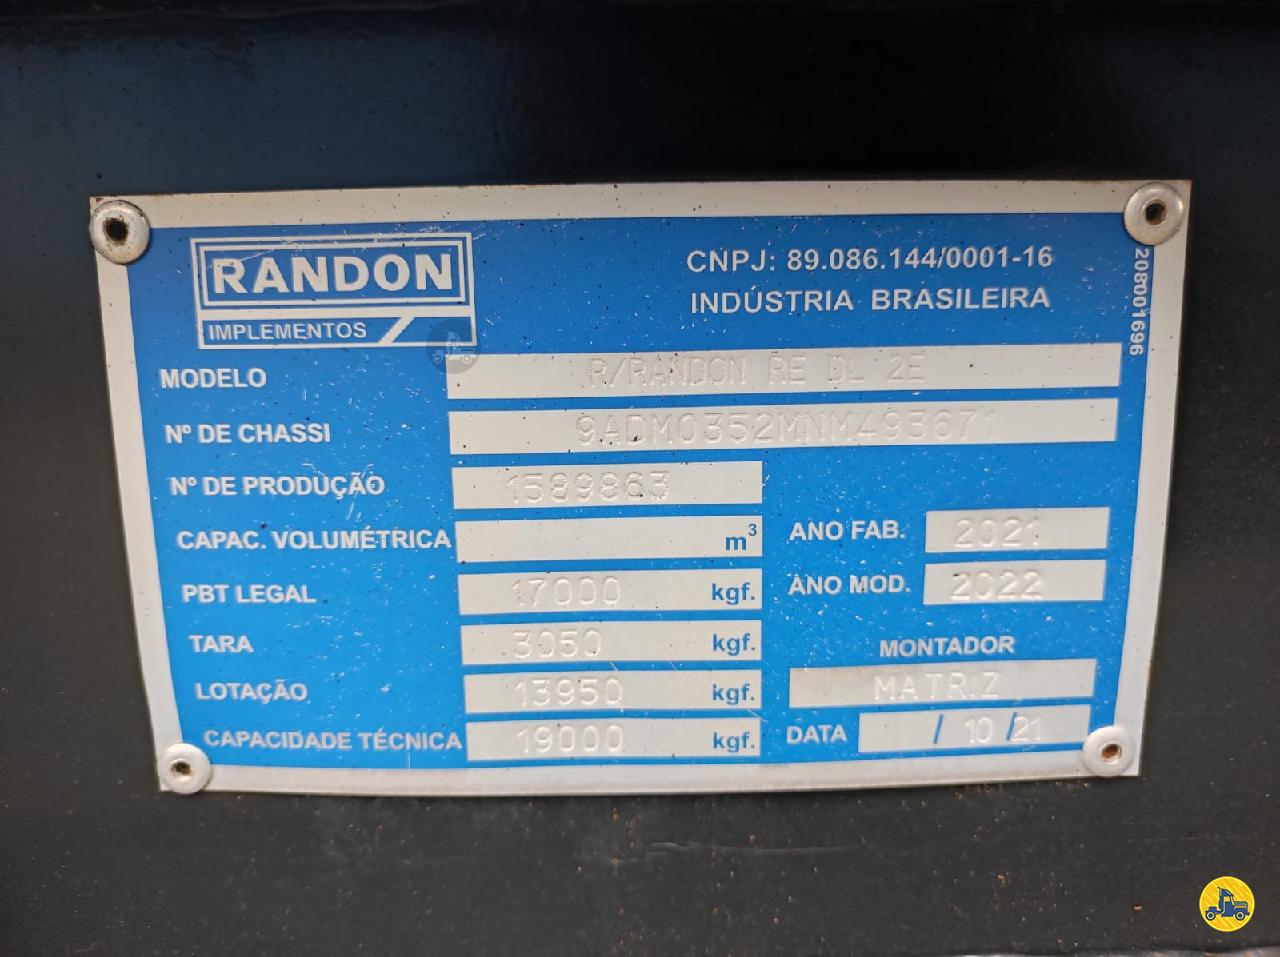 RANDON
IMPLEMENTOS
CNPJ: 89.086.144/0001-16
INDÚSTRIA BRASILEIRA
208001696
MODELO R/RANDON RE DL 2E
Nº DE CHASSI 9ADM0352MNM493671
Nº DE PRODUÇÃO 1589863
CAPAC. VOLUMÉTRICA m³ ANO FAB. 2021
PBT LEGAL 17000 kgf. ANO MOD. 2022
TARA 3050 kgf. MONTADOR
LOTAÇÃO 13950 kgf. MATRIZ
CAPACIDADE TÉCNICA 19000 kgf. DATA / 10 /21